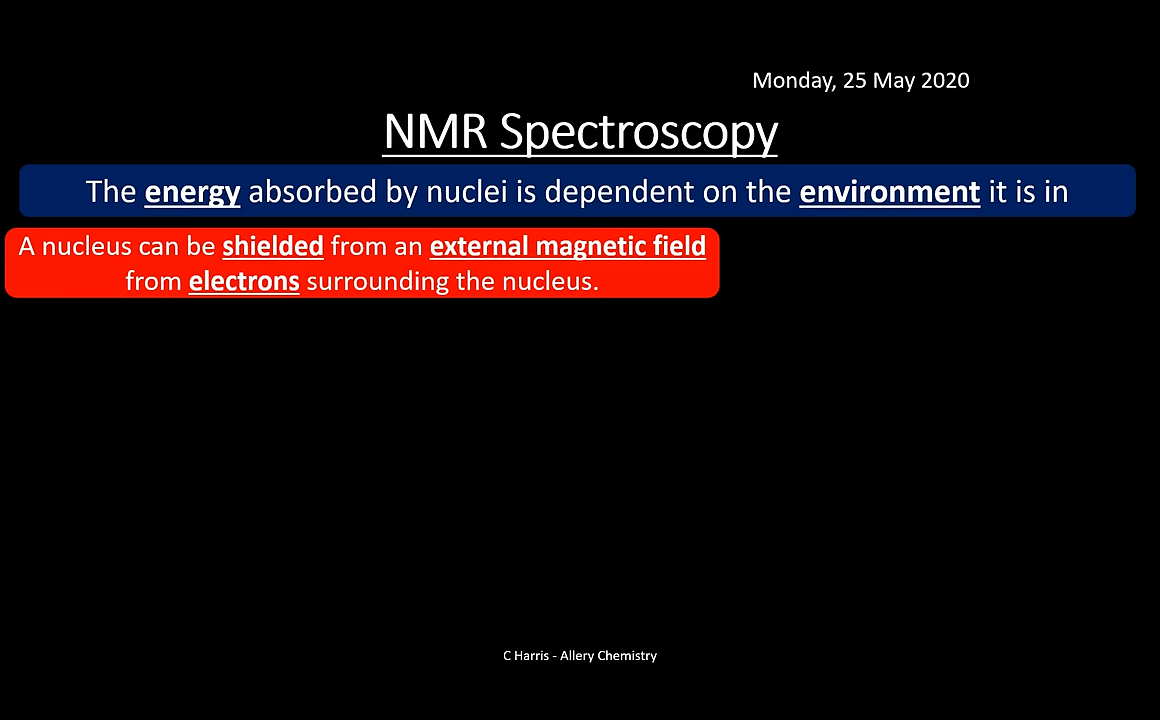 Monday, 25 May 2020
NMR Spectroscopy
The energy absorbed by nuclei is dependent on the environment it is in
A nucleus can be shielded from an external magnetic field
from electrons surrounding the nucleus.
C Harris - Allery Chemistry